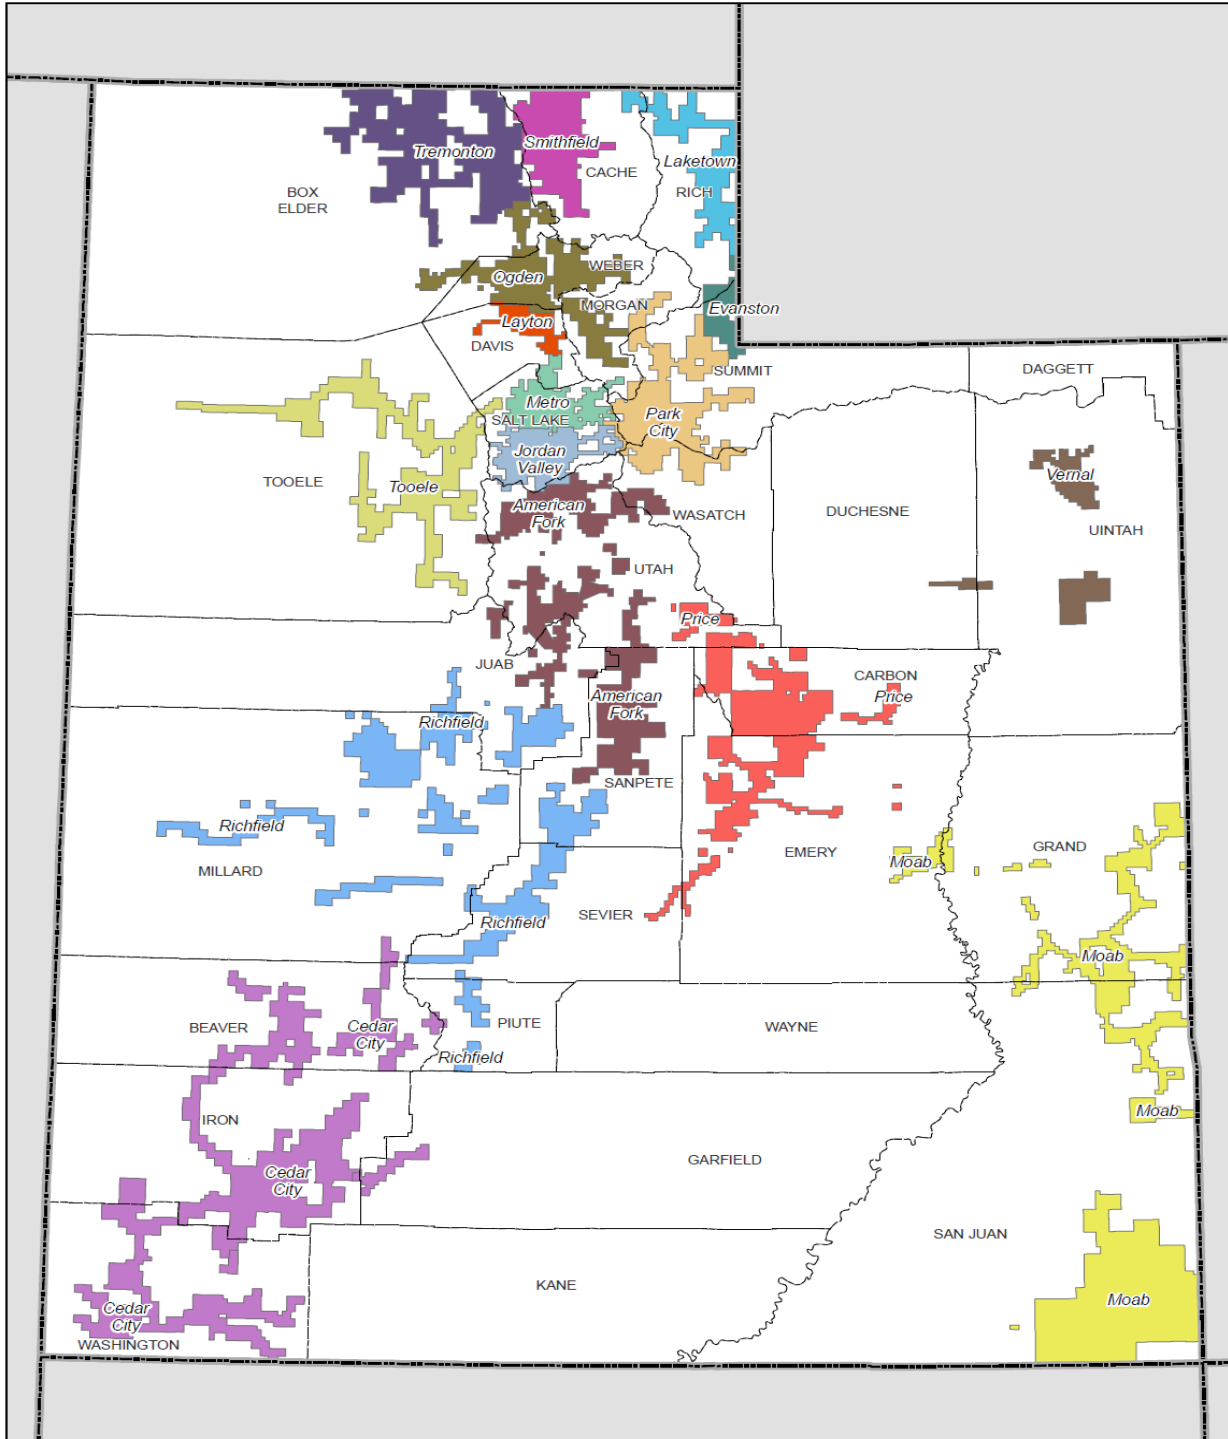 Smithfield
Tremonton
Laketown
CACHE
RICH
BOX
ELDER
WEBER
Ogden
MORGAN
Evanston
Layton
DAVIS
SUMMIT
DAGGETT
Metro
SALT LAKE
Park
City
Jordan
Valley
Vernal
TOOELE
Tooele
American
Fork
WASATCH
DUCHESNE
UINTAH
UTAH
Price
JUAB
CARBON
Price
American
Fork
Richfield
SANPETE
Richfield
MILLARD
EMERY
Moab
GRAND
Richfield
SEVIER
Moab
BEAVER
Cedar
City
PIUTE
WAYNE
Richfield
Moab
IRON
Cedar
City
GARFIELD
SAN JUAN
KANE
Moab
Cedar
City
WASHINGTON